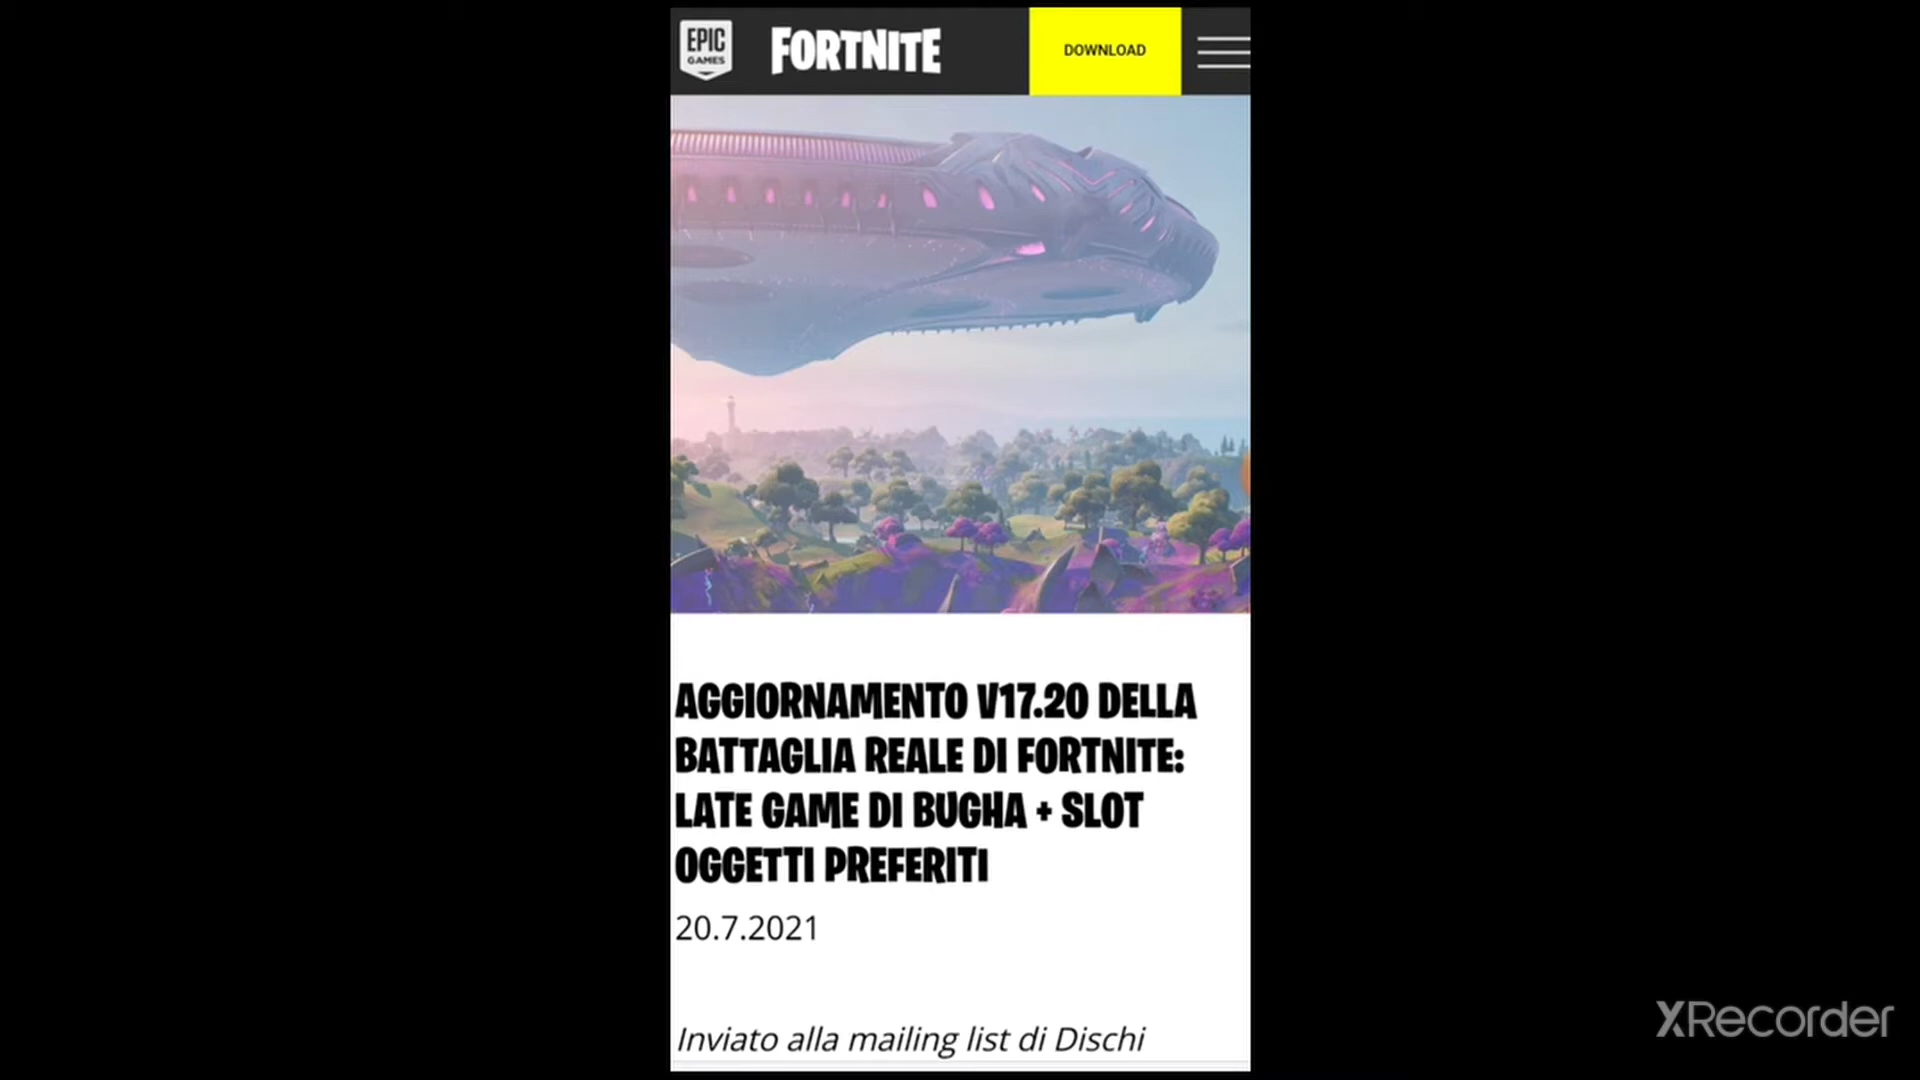 EPIC
GAMES
FORTNITE
DOWNLOAD
AGGIORNAMENTO V17.20 DELLA
BATTAGLIA REALE DI FORTNITE:
LATE GAME DI BUGHA + SLOT
OGGETTI PREFERITI
20.7.2021
Inviato alla mailing list di Dischi
XRecorder